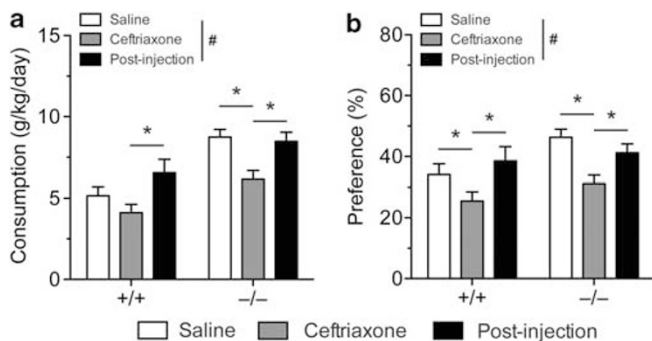 a
Saline
Ceftriaxone
Post-injection
#
Consumption (g/kg/day)
15
10
5
0
*
*
*
+/+
–/–
b
Saline
Ceftriaxone
Post-injection
#
Preference (%)
80
60
40
20
0
*
*
*
*
+/+
–/–
Saline Ceftriaxone Post-injection